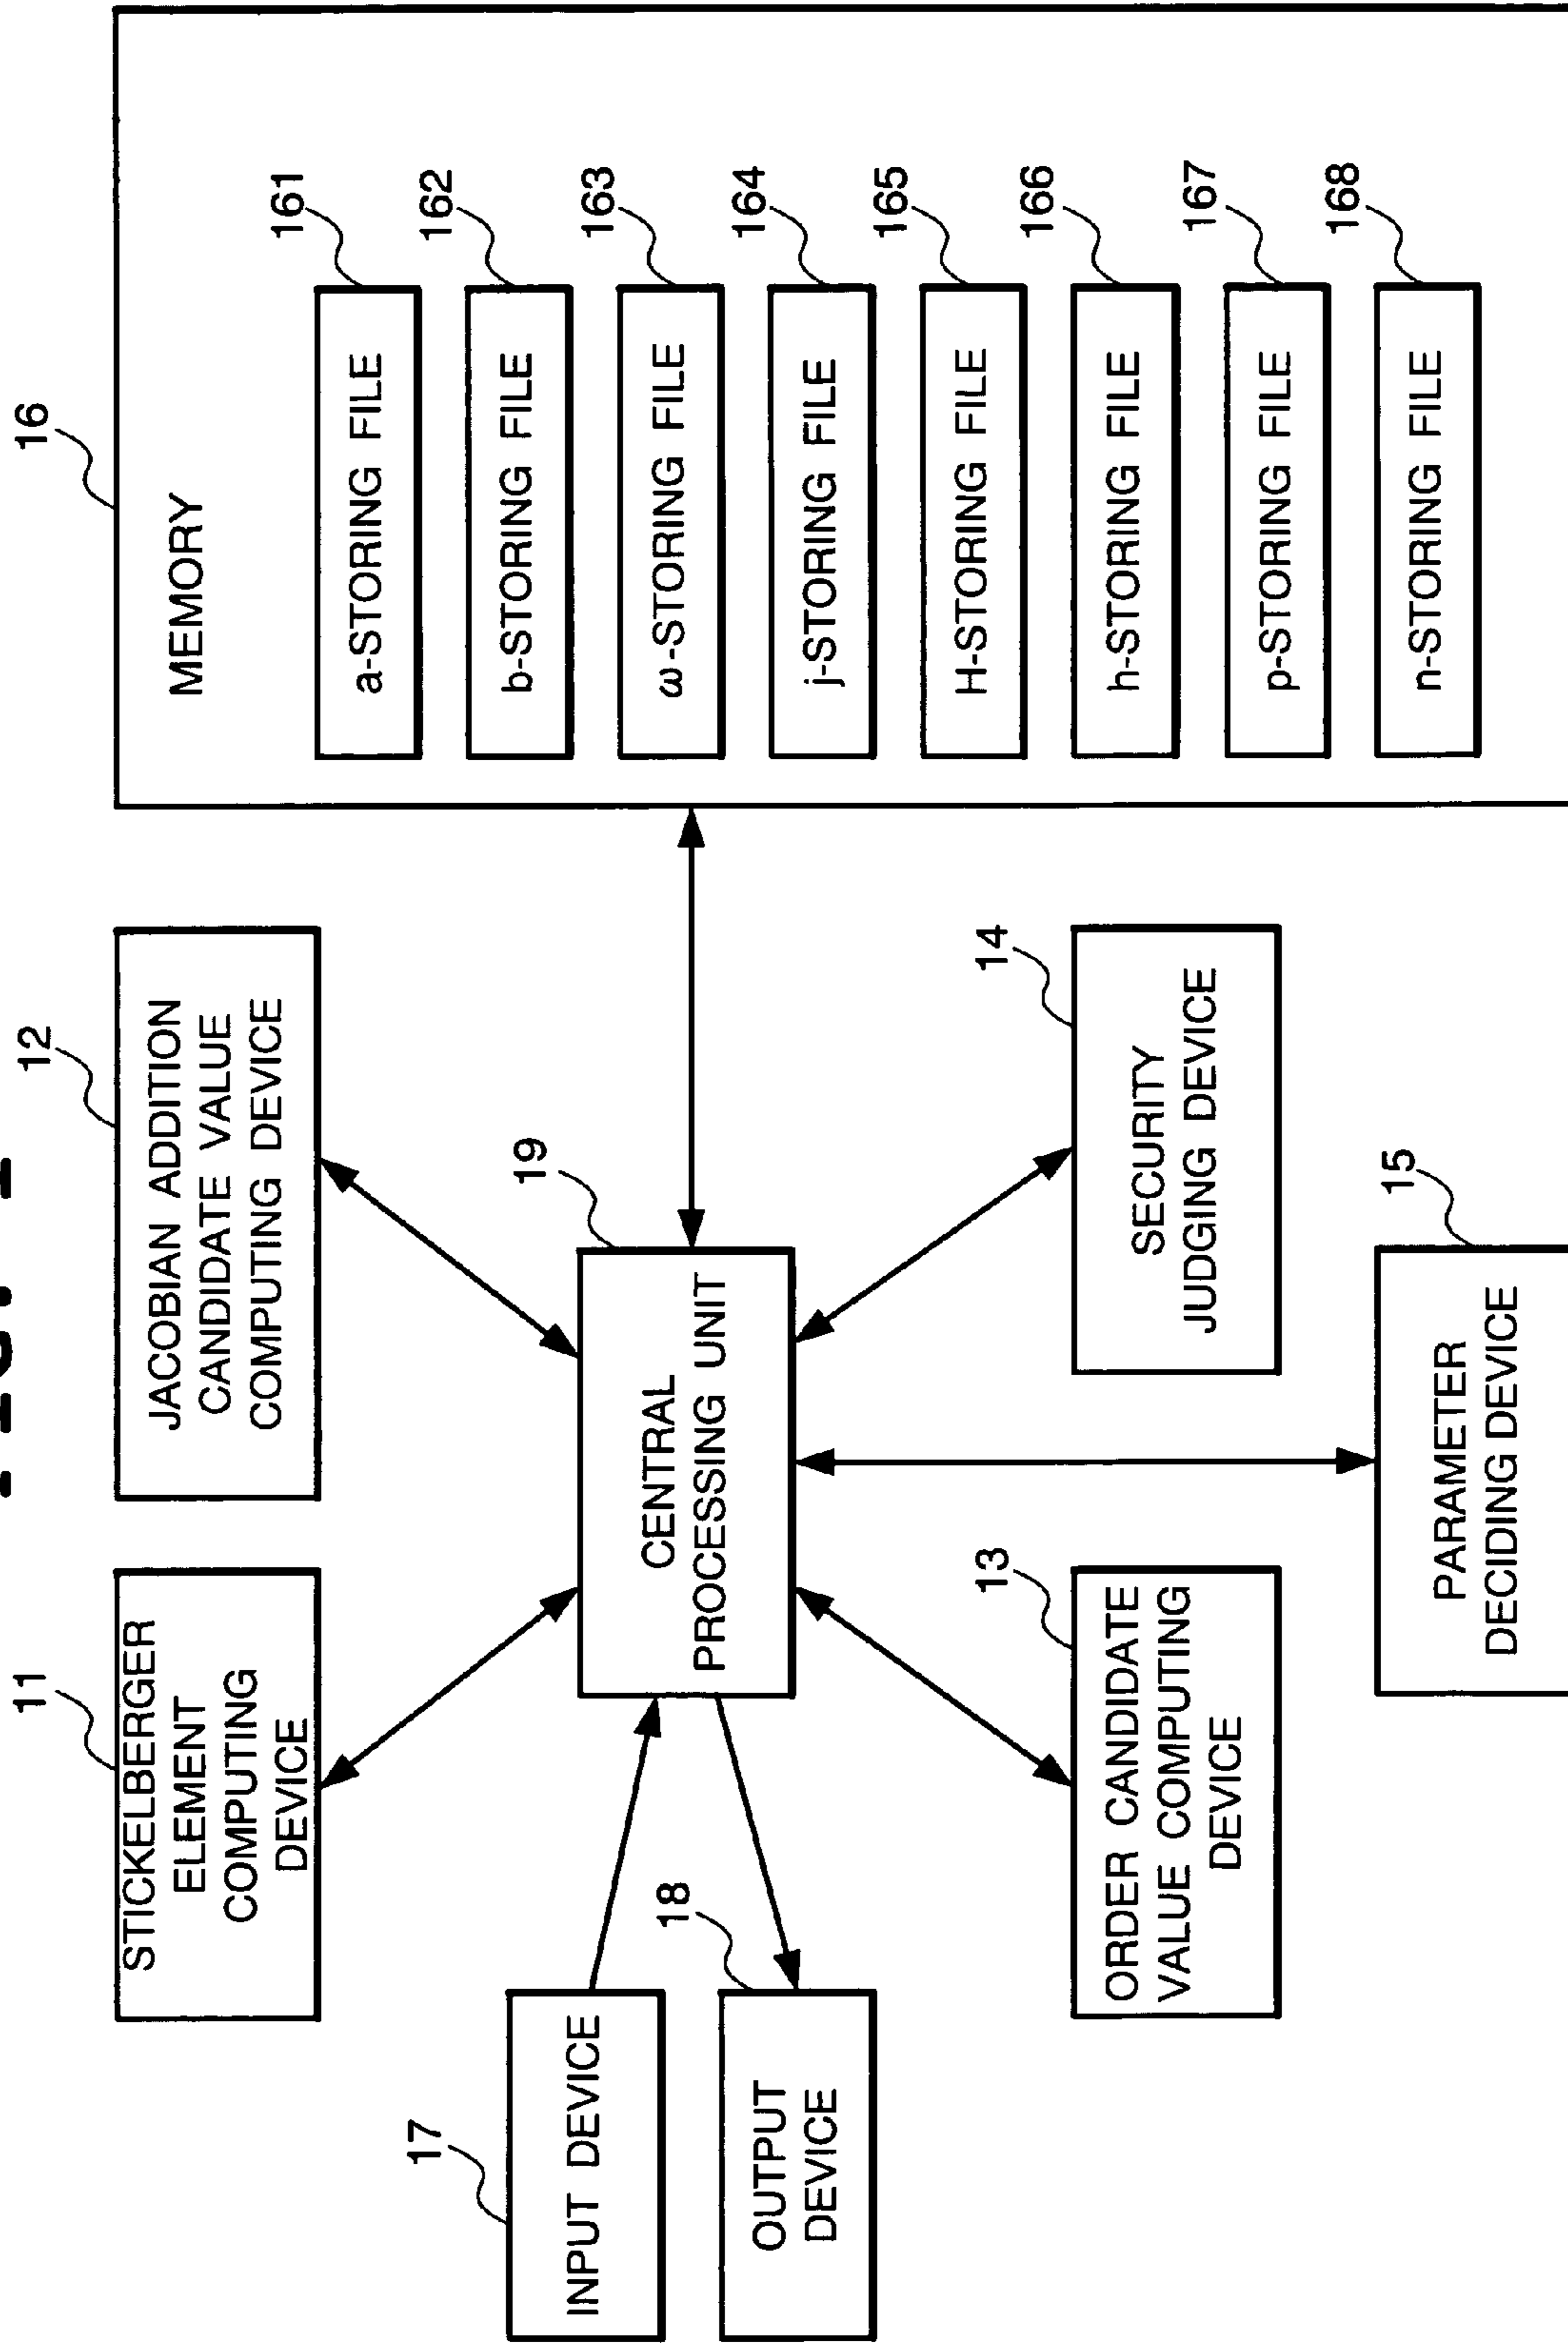 11
STICKELBERGER
ELEMENT
COMPUTING
DEVICE
12
JACOBIAN ADDITION
CANDIDATE VALUE
COMPUTING DEVICE
17
INPUT DEVICE
18
OUTPUT
DEVICE
19
CENTRAL
PROCESSING UNIT
13
ORDER CANDIDATE
VALUE COMPUTING
DEVICE
14
SECURITY
JUDGING DEVICE
15
PARAMETER
DECIDING DEVICE
16
MEMORY
161
a-STORING FILE
162
b-STORING FILE
163
ω-STORING FILE
164
j-STORING FILE
165
H-STORING FILE
166
h-STORING FILE
167
p-STORING FILE
168
n-STORING FILE